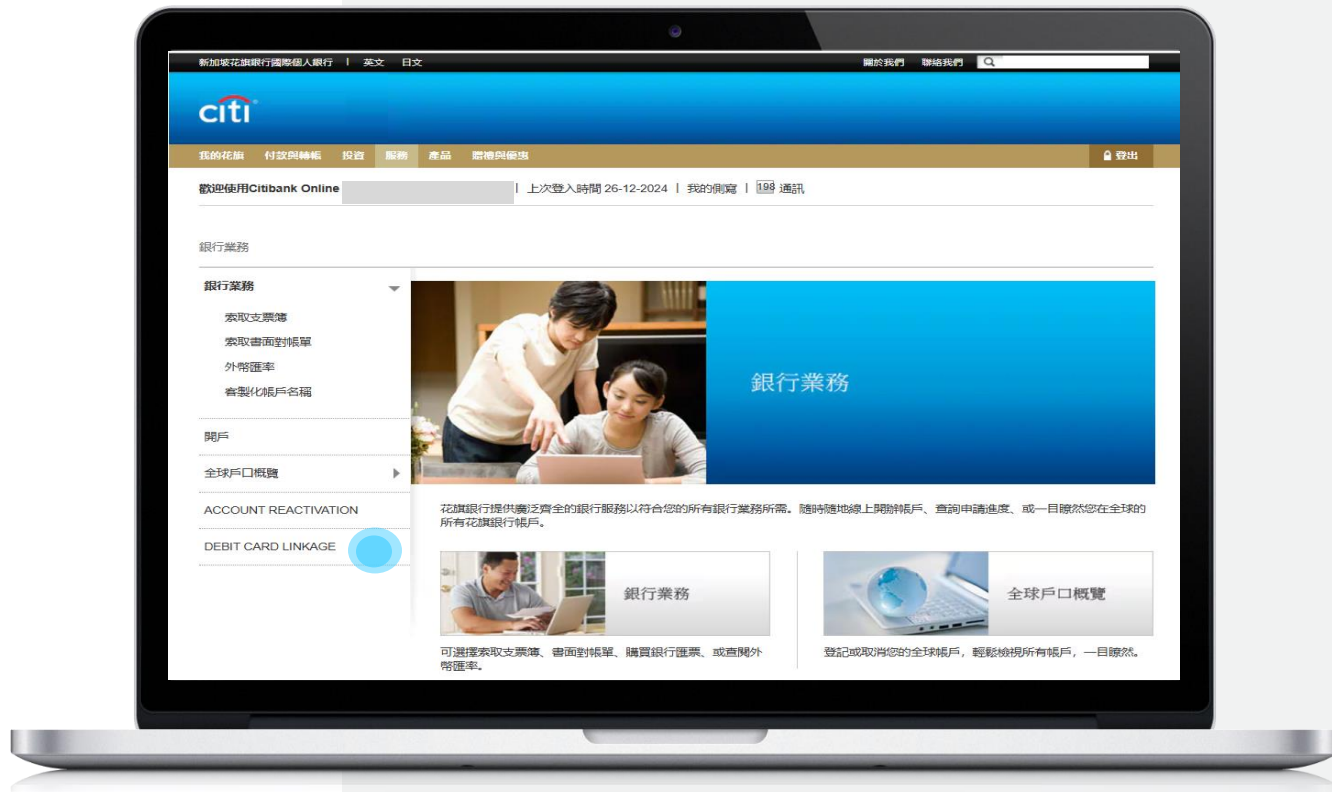 新加坡花旗銀行國際個人銀行 | 英文 日文 關於我們 聯絡我們
citi
我的花旗 付款與轉帳 投資 服務 產品 贈禮與優惠 登出
歡迎使用Citibank Online | 上次登入時間 26-12-2024 | 我的側寫 | 198 通訊
銀行業務
銀行業務
索取支票簿
索取書面對帳單
外幣匯率
客製化帳戶名稱
開戶
全球戶口概覽
ACCOUNT REACTIVATION
DEBIT CARD LINKAGE
銀行業務
花旗銀行提供廣泛齊全的銀行服務以符合您的所有銀行業務所需。隨時隨地線上開辦帳戶、查詢申請進度、或一目瞭然您在全球的
所有花旗銀行帳戶。
銀行業務
可選擇索取支票簿、書面對帳單、購買銀行匯票、或查閱外
幣匯率。
全球戶口概覽
登記或取消您的全球帳戶，輕鬆檢視所有帳戶，一目瞭然。